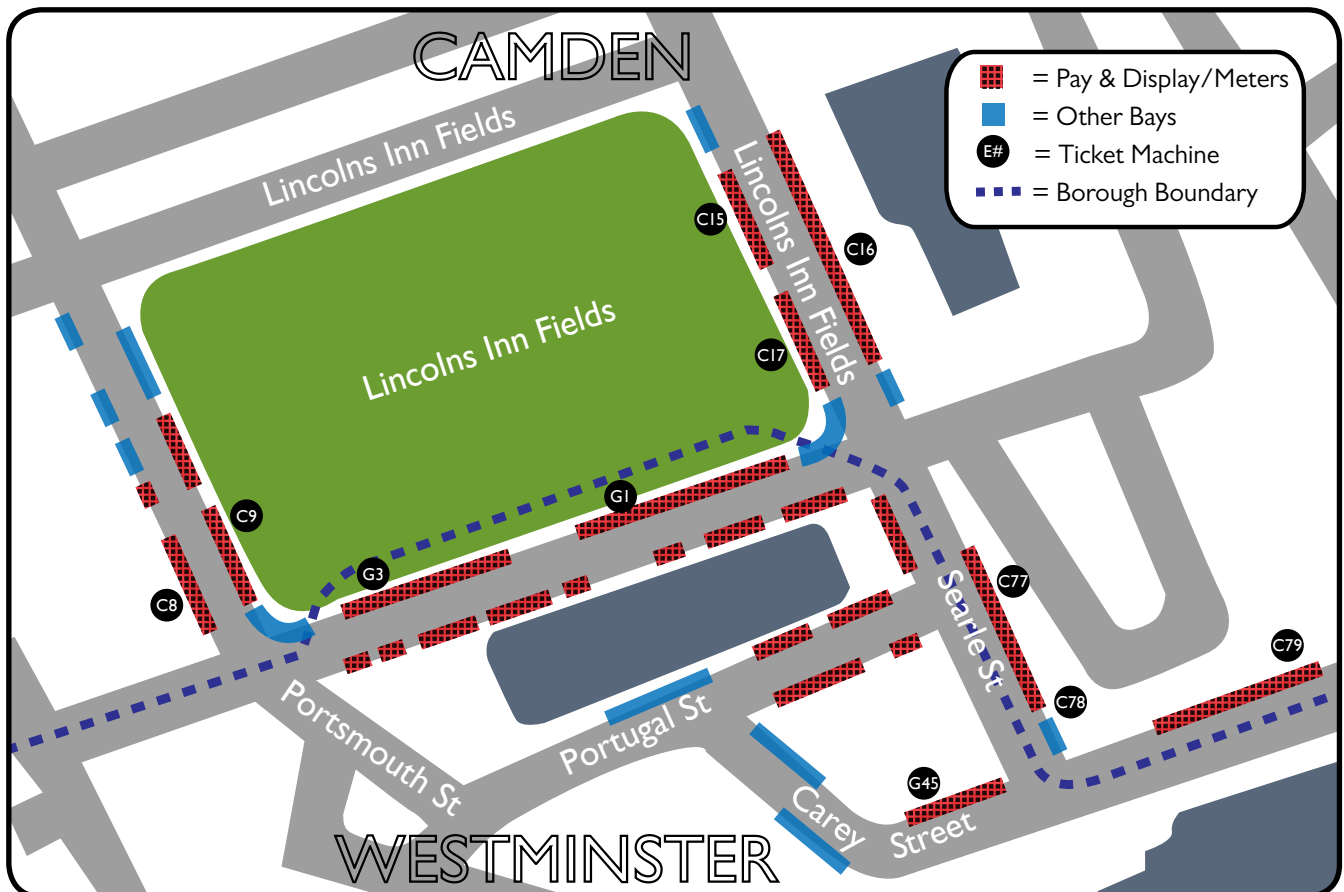 CAMDEN
= Pay & Display/Meters
= Other Bays
E# = Ticket Machine
= Borough Boundary
Lincolns Inn Fields
Lincolns Inn Fields
Lincolns Inn Fields
C15
C16
C17
C9
C8
G1
G3
Searle St
C77
C78
C79
Portsmouth St
Portugal St
G45
Carey Street
WESTMINSTER